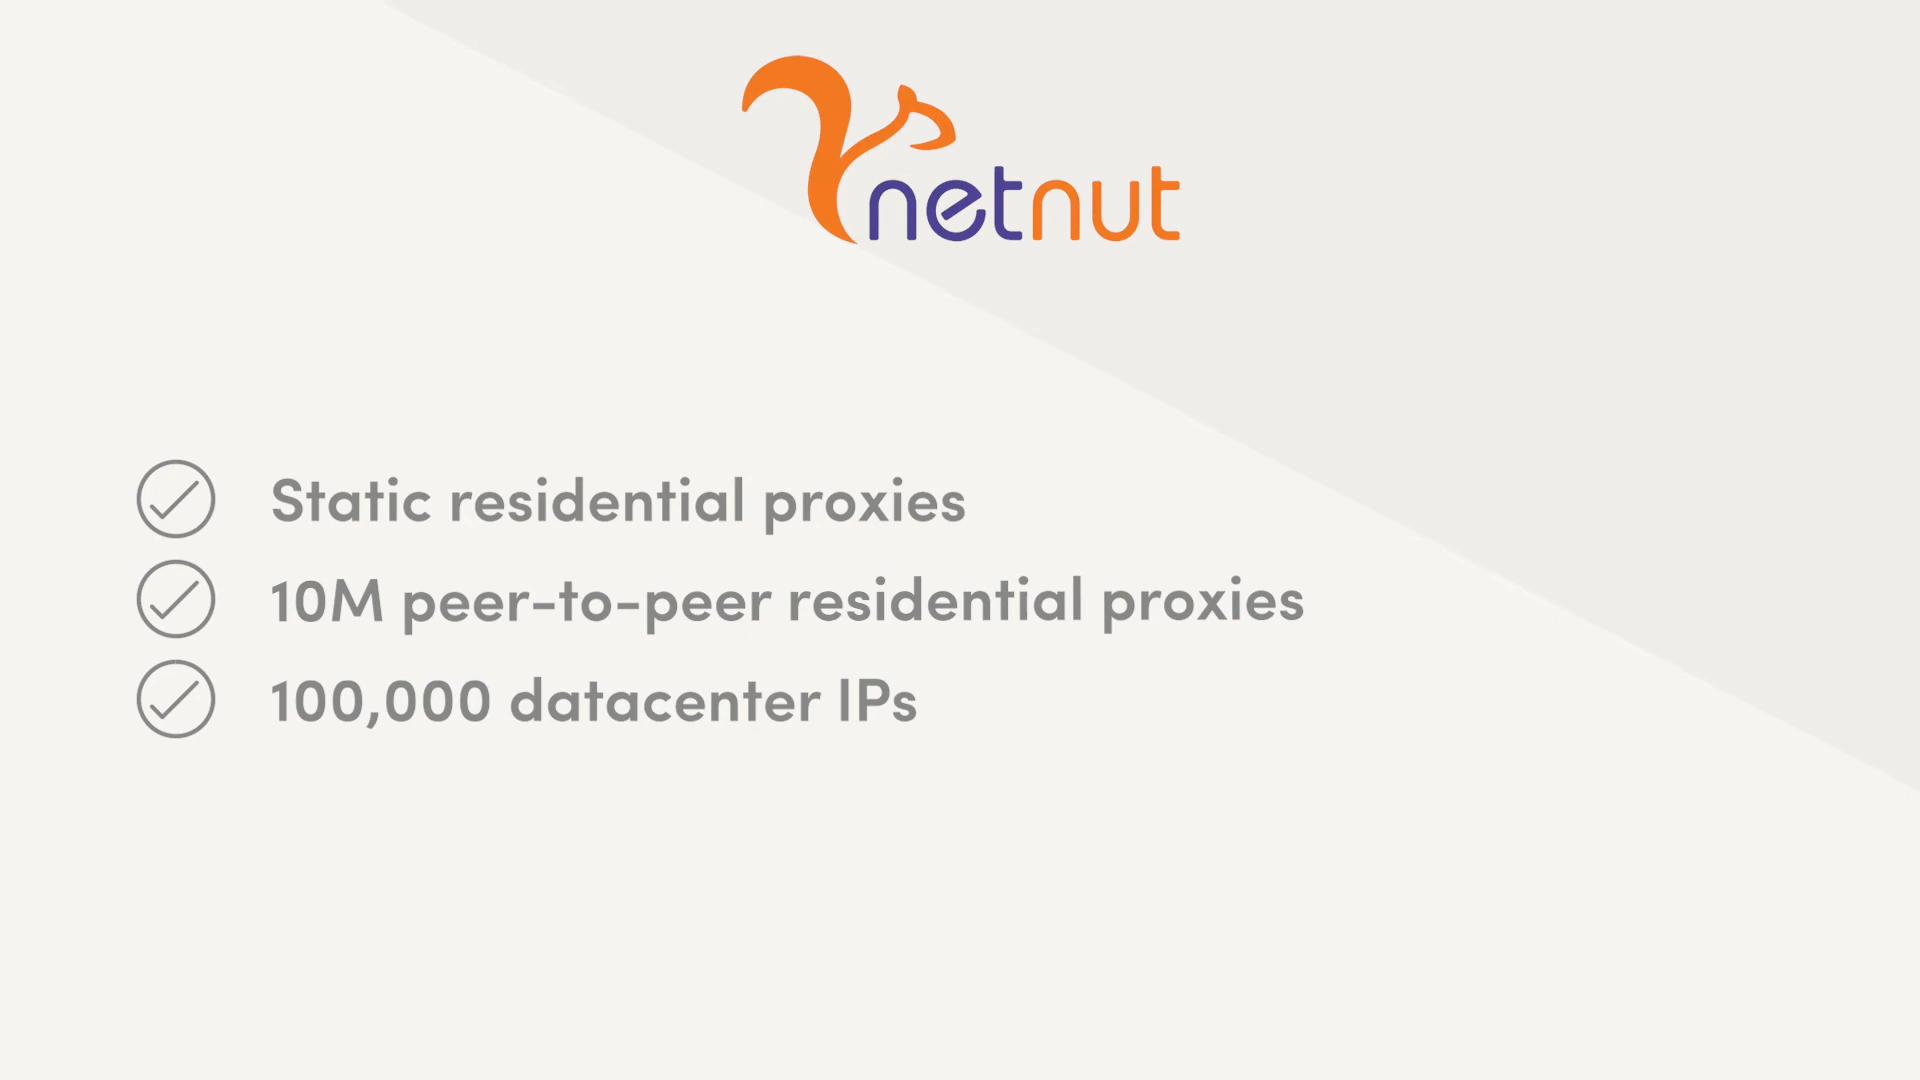 netnut
Static residential proxies
10M peer-to-peer residential proxies
100,000 datacenter IPs